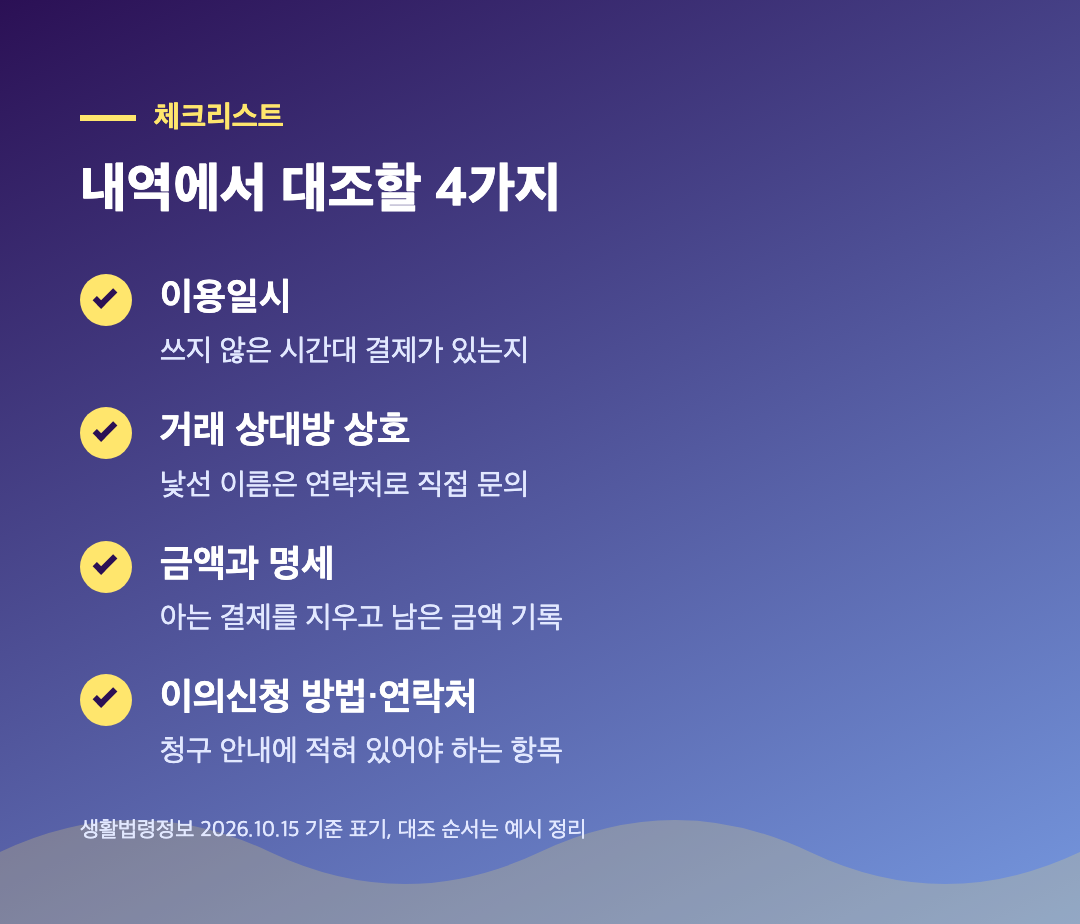 체크리스트
내역에서 대조할 4가지
이용일시
쓰지 않은 시간대 결제가 있는지
거래 상대방 상호
낯선 이름은 연락처로 직접 문의
금액과 명세
아는 결제를 지우고 남은 금액 기록
이의신청 방법·연락처
청구 안내에 적혀 있어야 하는 항목
생활법령정보 2026.10.15 기준 표기, 대조 순서는 예시 정리